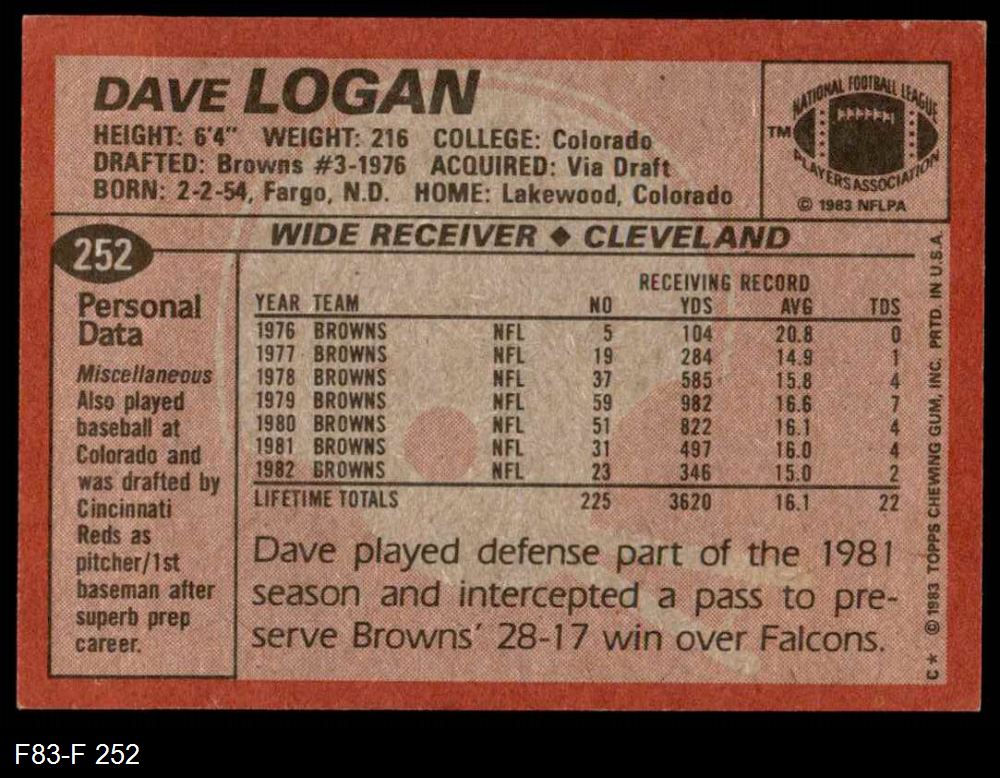 DAVE LOGAN
HEIGHT: 6'4" WEIGHT: 216 COLLEGE: Colorado
DRAFTED: Browns #3-1976 ACQUIRED: Via Draft
BORN: 2-2-54, Fargo, N.D. HOME: Lakewood, Colorado
NATIONAL FOOTBALL LEAGUE
TM
PLAYERS ASSOCIATION
© 1983 NFLPA
WIDE RECEIVER ♦ CLEVELAND
252
Personal
Data
Miscellaneous
Also played
baseball at
Colorado and
was drafted by
Cincinnati
Reds as
pitcher/1st
baseman after
superb prep
career.
RECEIVING RECORD
YEAR TEAM NO YDS AVG TDS
1976 BROWNS NFL 5 104 20.8 0
1977 BROWNS NFL 19 284 14.9 1
1978 BROWNS NFL 37 585 15.8 4
1979 BROWNS NFL 59 982 16.6 7
1980 BROWNS NFL 51 822 16.1 4
1981 BROWNS NFL 31 497 16.0 4
1982 BROWNS NFL 23 346 15.0 2
LIFETIME TOTALS 225 3620 16.1 22
Dave played defense part of the 1981
season and intercepted a pass to pre-
serve Browns' 28-17 win over Falcons.
C* © 1983 TOPPS CHEWING GUM, INC. PRTD. IN U.S.A.
F83-F 252